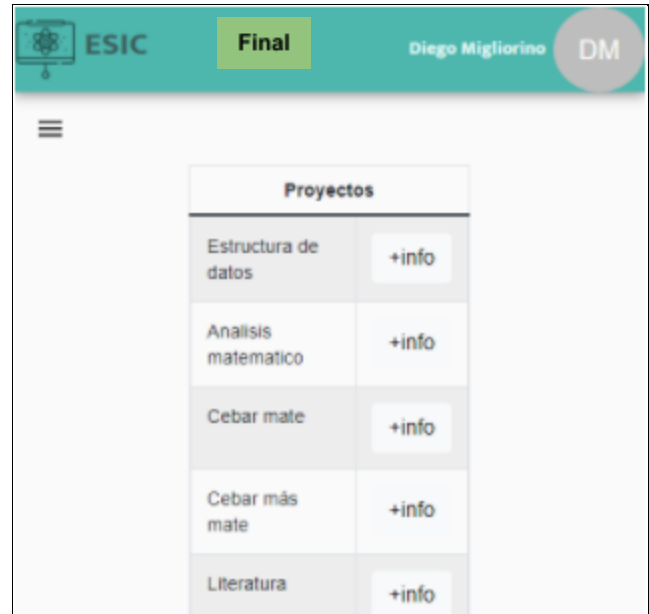 ESIC
Final
Diego Migliorino
DM
Proyectos
Estructura de
datos
+info
Analisis
matematico
+info
Cebar mate
+info
Cebar más
mate
+info
Literatura
+info